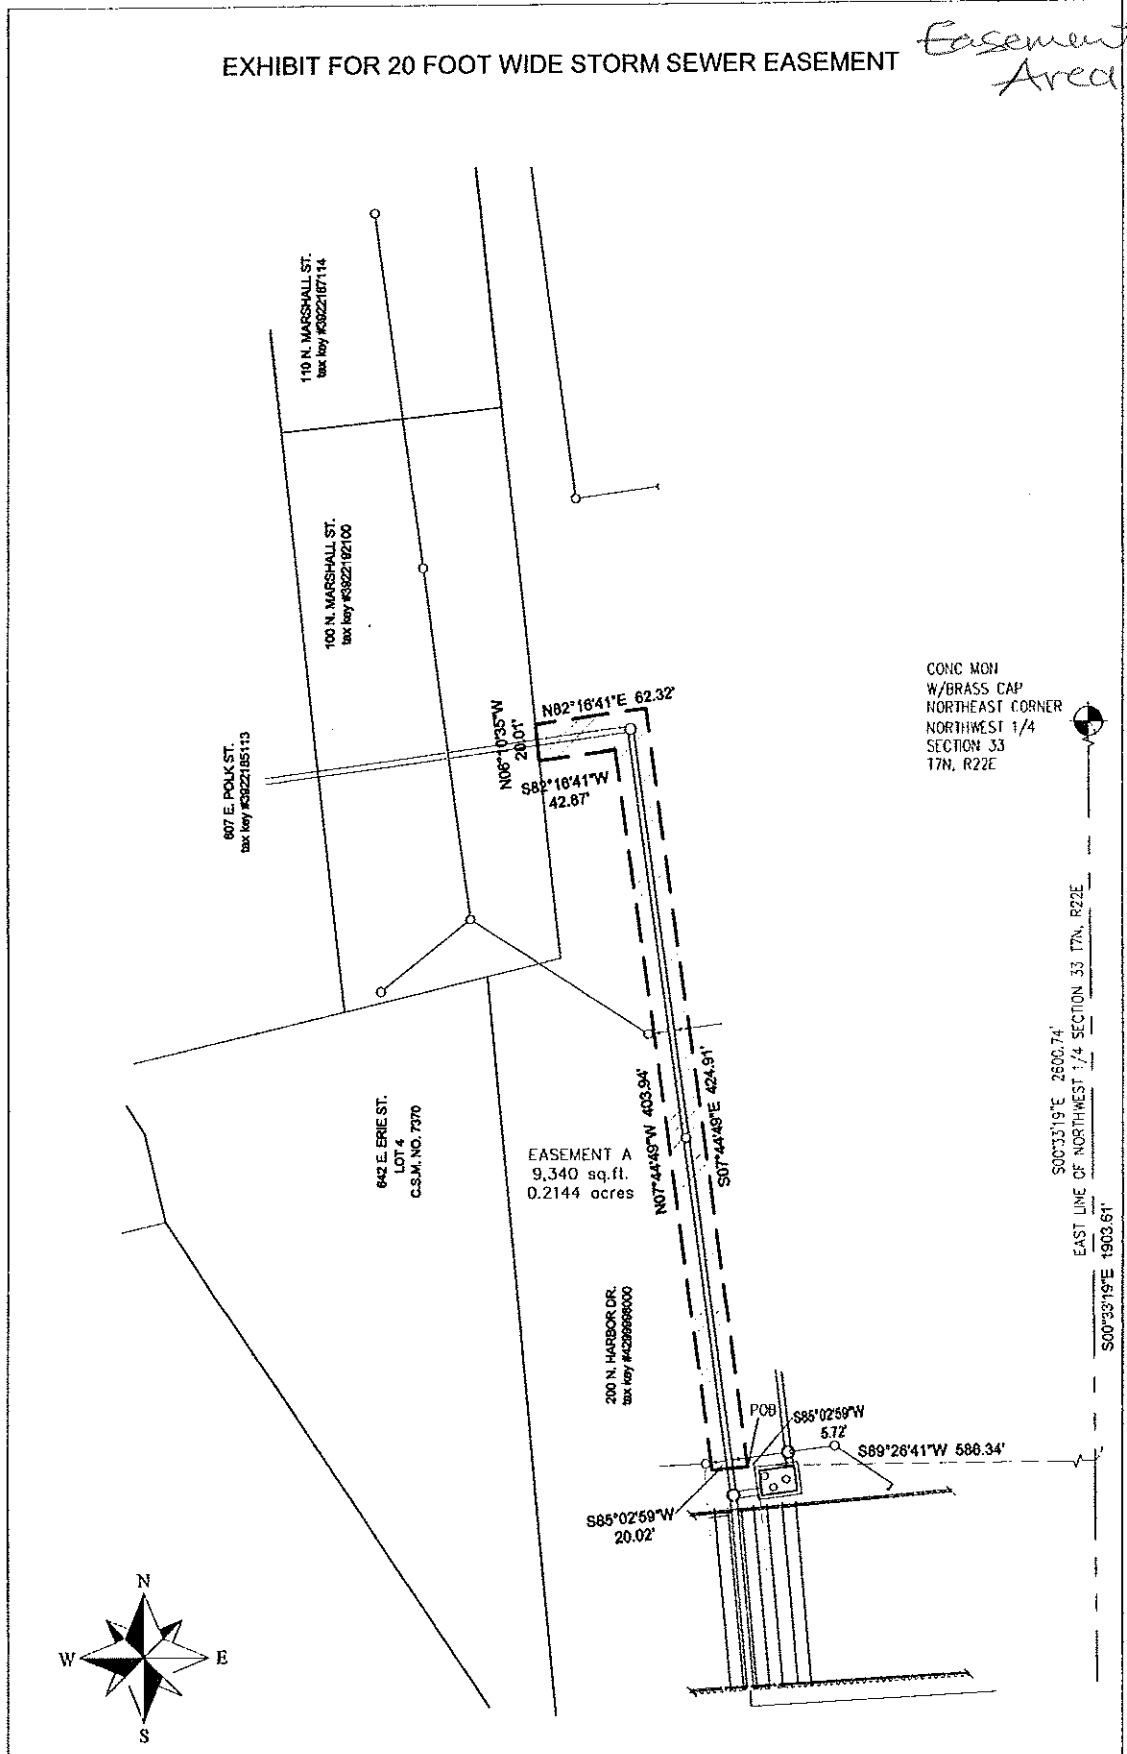 EXHIBIT FOR 20 FOOT WIDE STORM SEWER EASEMENT
Easement
Area
110 N. MARSHALL ST.
tax key #3922187114
100 N. MARSHALL ST.
tax key #3922192100
607 E. POLK ST.
tax key #3922185113
N06°10'35"W
20.01'
N82°16'41"E 62.32'
S82°16'41"W
42.67'
CONC MON
W/BRASS CAP
NORTHEAST CORNER
NORTHWEST 1/4
SECTION 33
T7N, R22E
S00°33'19"E 2600.74'
EAST LINE OF NORTHWEST 1/4 SECTION 33 T7N, R22E
S00°33'19"E 1903.61'
642 E. ERIE ST.
LOT 4
C.S.M. NO. 7370
EASEMENT A
9,340 sq.ft.
0.2144 acres
N07°44'49"W 403.94'
S07°44'49"E 424.91'
200 N. HARBOR DR.
tax key #4299998000
POB
S85°02'59"W
5.72'
S89°26'41"W 588.34'
S85°02'59"W
20.02'
N
W
E
S